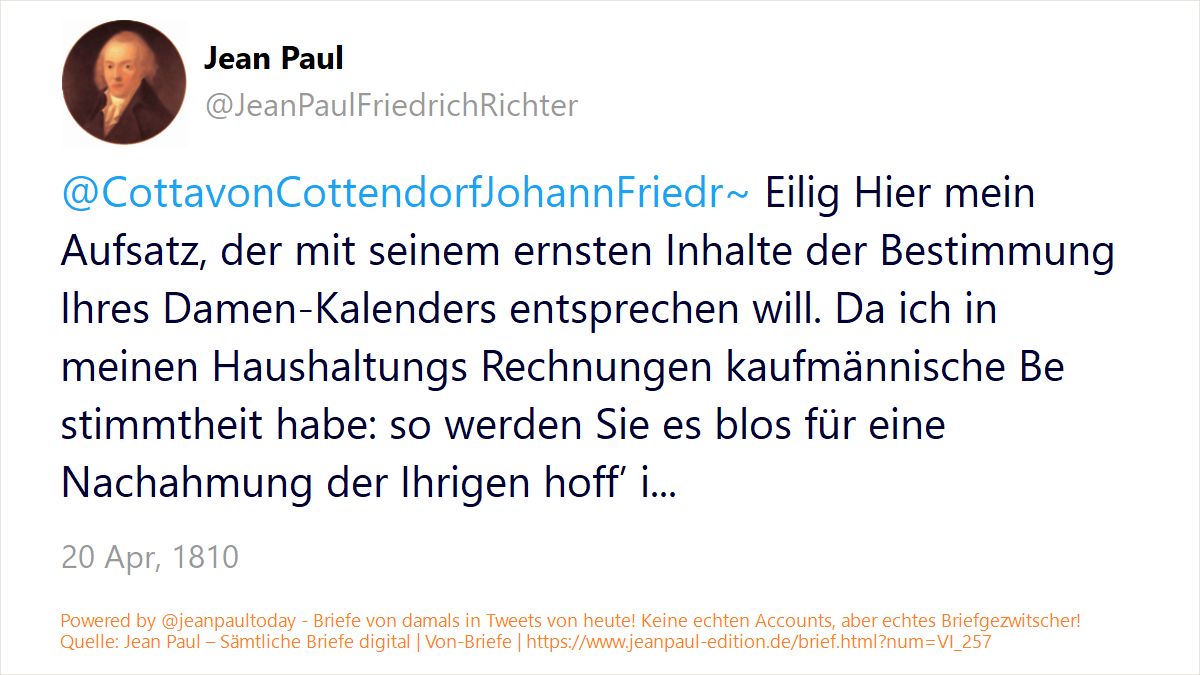 Jean Paul
@JeanPaulFriedrichRichter
@CottavonCottendorfJohannFriedr~ Eilig Hier mein
Aufsatz, der mit seinem ernsten Inhalte der Bestimmung
Ihres Damen-Kalenders entsprechen will. Da ich in
meinen Haushaltungs Rechnungen kaufmännische Be
stimmtheit habe: so werden Sie es blos für eine
Nachahmung der Ihrigen hoff’ i...
20 Apr, 1810
Powered by @jeanpaultoday - Briefe von damals in Tweets von heute! Keine echten Accounts, aber echtes Briefgezwitscher!
Quelle: Jean Paul – Sämtliche Briefe digital | Von-Briefe | https://www.jeanpaul-edition.de/brief.html?num=VI_257